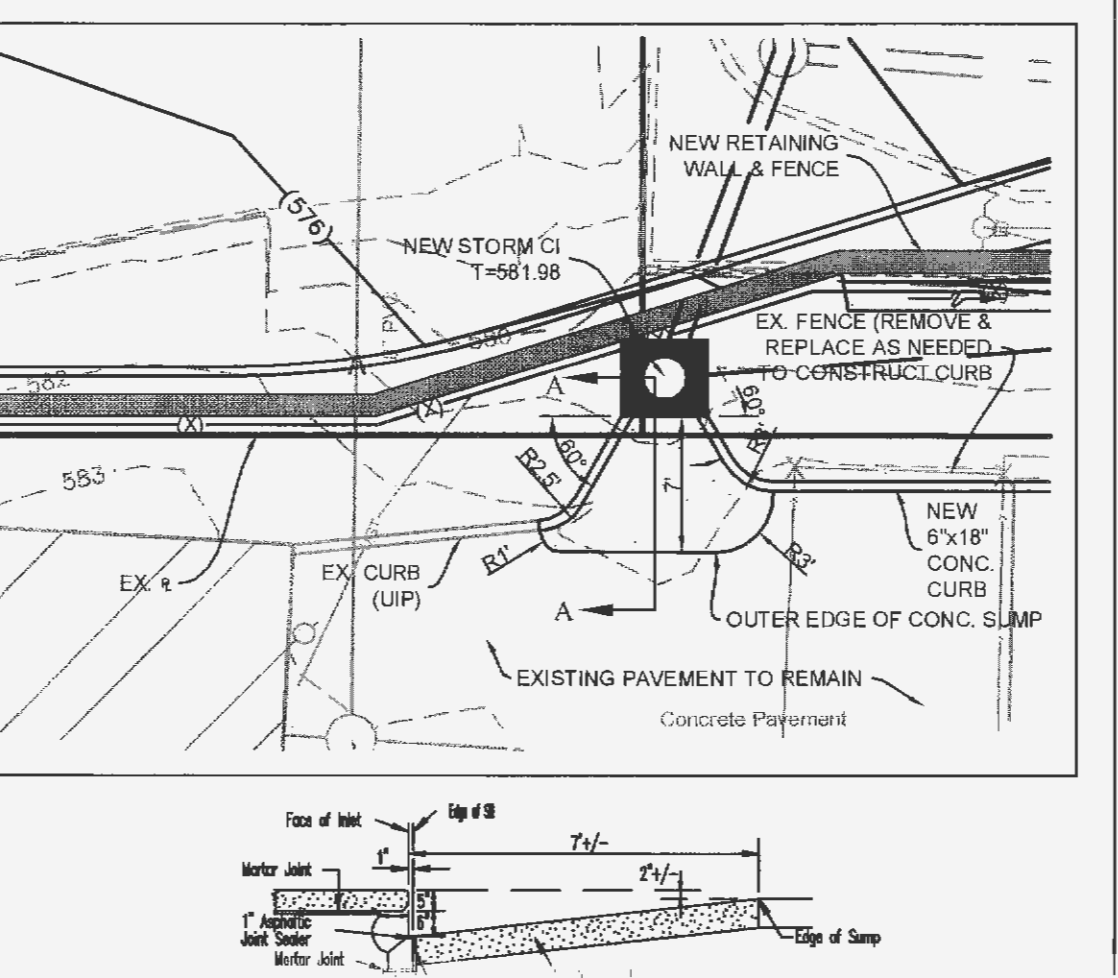 NEW RETAINING
WALL & FENCE
(576)
NEW STORM CI
T=581.98
580
EX. FENCE (REMOVE &
REPLACE AS NEEDED
TO CONSTRUCT CURB
582
(X)
(X)
A
60°
60°
R2.5'
7'
583
R1'
R3'
NEW
6"x18"
CONC.
CURB
EX. ℄
EX. CURB
(UIP)
A
OUTER EDGE OF CONC. SUMP
EXISTING PAVEMENT TO REMAIN
Concrete Pavement
Face of Inlet
Edge of
7'+/-
1"
2"+/-
Mortar Joint
5"
6"
1" Asphaltic
Joint Sealer
Mortar Joint
Edge of Sump